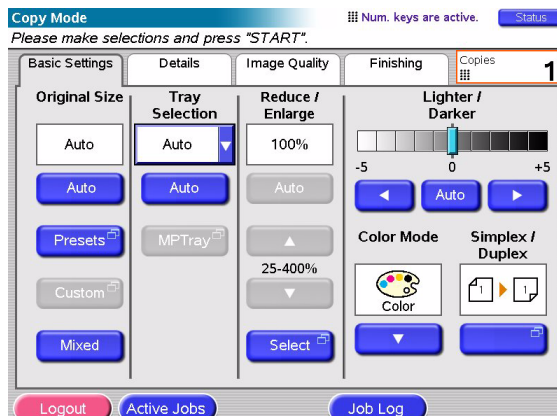 Copy Mode
Num. keys are active.
Status
Please make selections and press "START".
Basic Settings
Details
Image Quality
Finishing
Copies
1
Original Size
Tray
Selection
Reduce /
Enlarge
Lighter /
Darker
Auto
Auto
100%
-5
0
+5
Auto
Auto
Auto
Auto
Presets
MPTray
Color Mode
Simplex /
Duplex
25-400%
Custom
Color
1
1
Mixed
Select
Logout
Active Jobs
Job Log